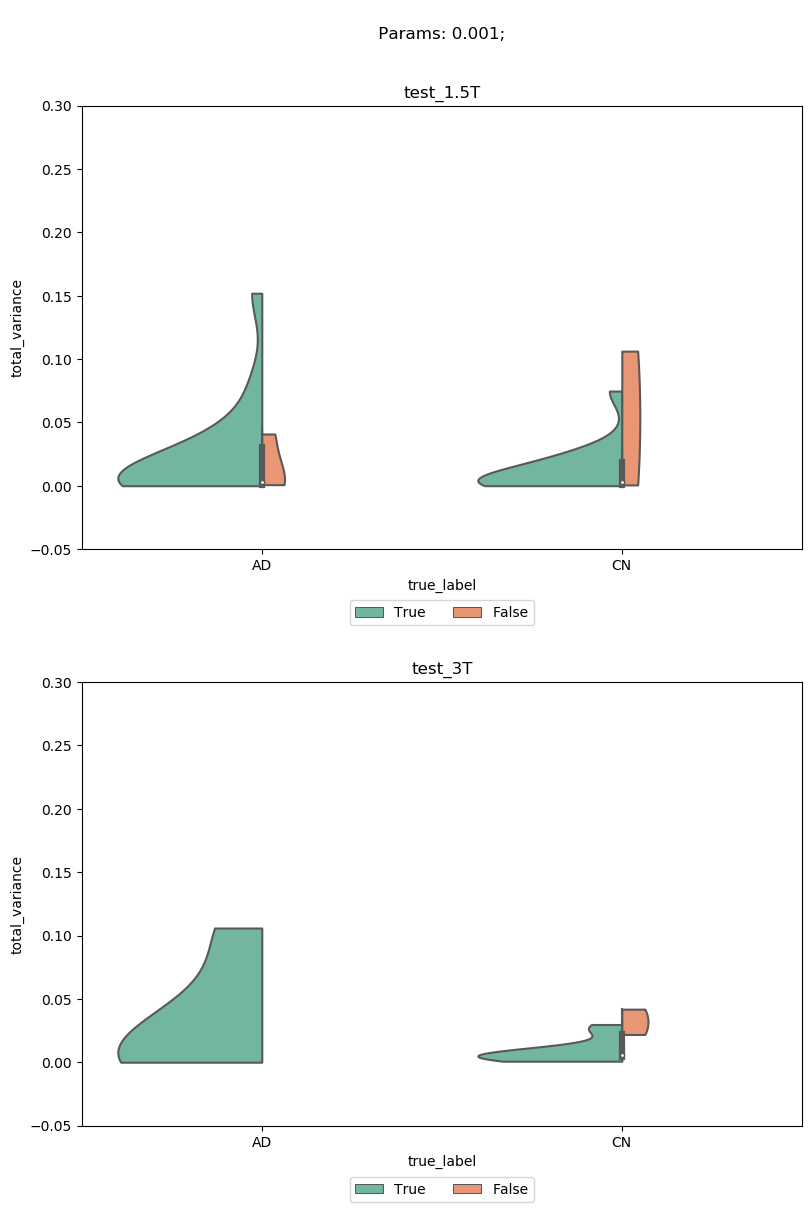 Params: 0.001;
test_1.5T
0.30
0.25
0.20
0.15
0.10
0.05
0.00
−0.05
total_variance
AD CN
true_label
True False
test_3T
0.30
0.25
0.20
0.15
0.10
0.05
0.00
−0.05
total_variance
AD CN
true_label
True False